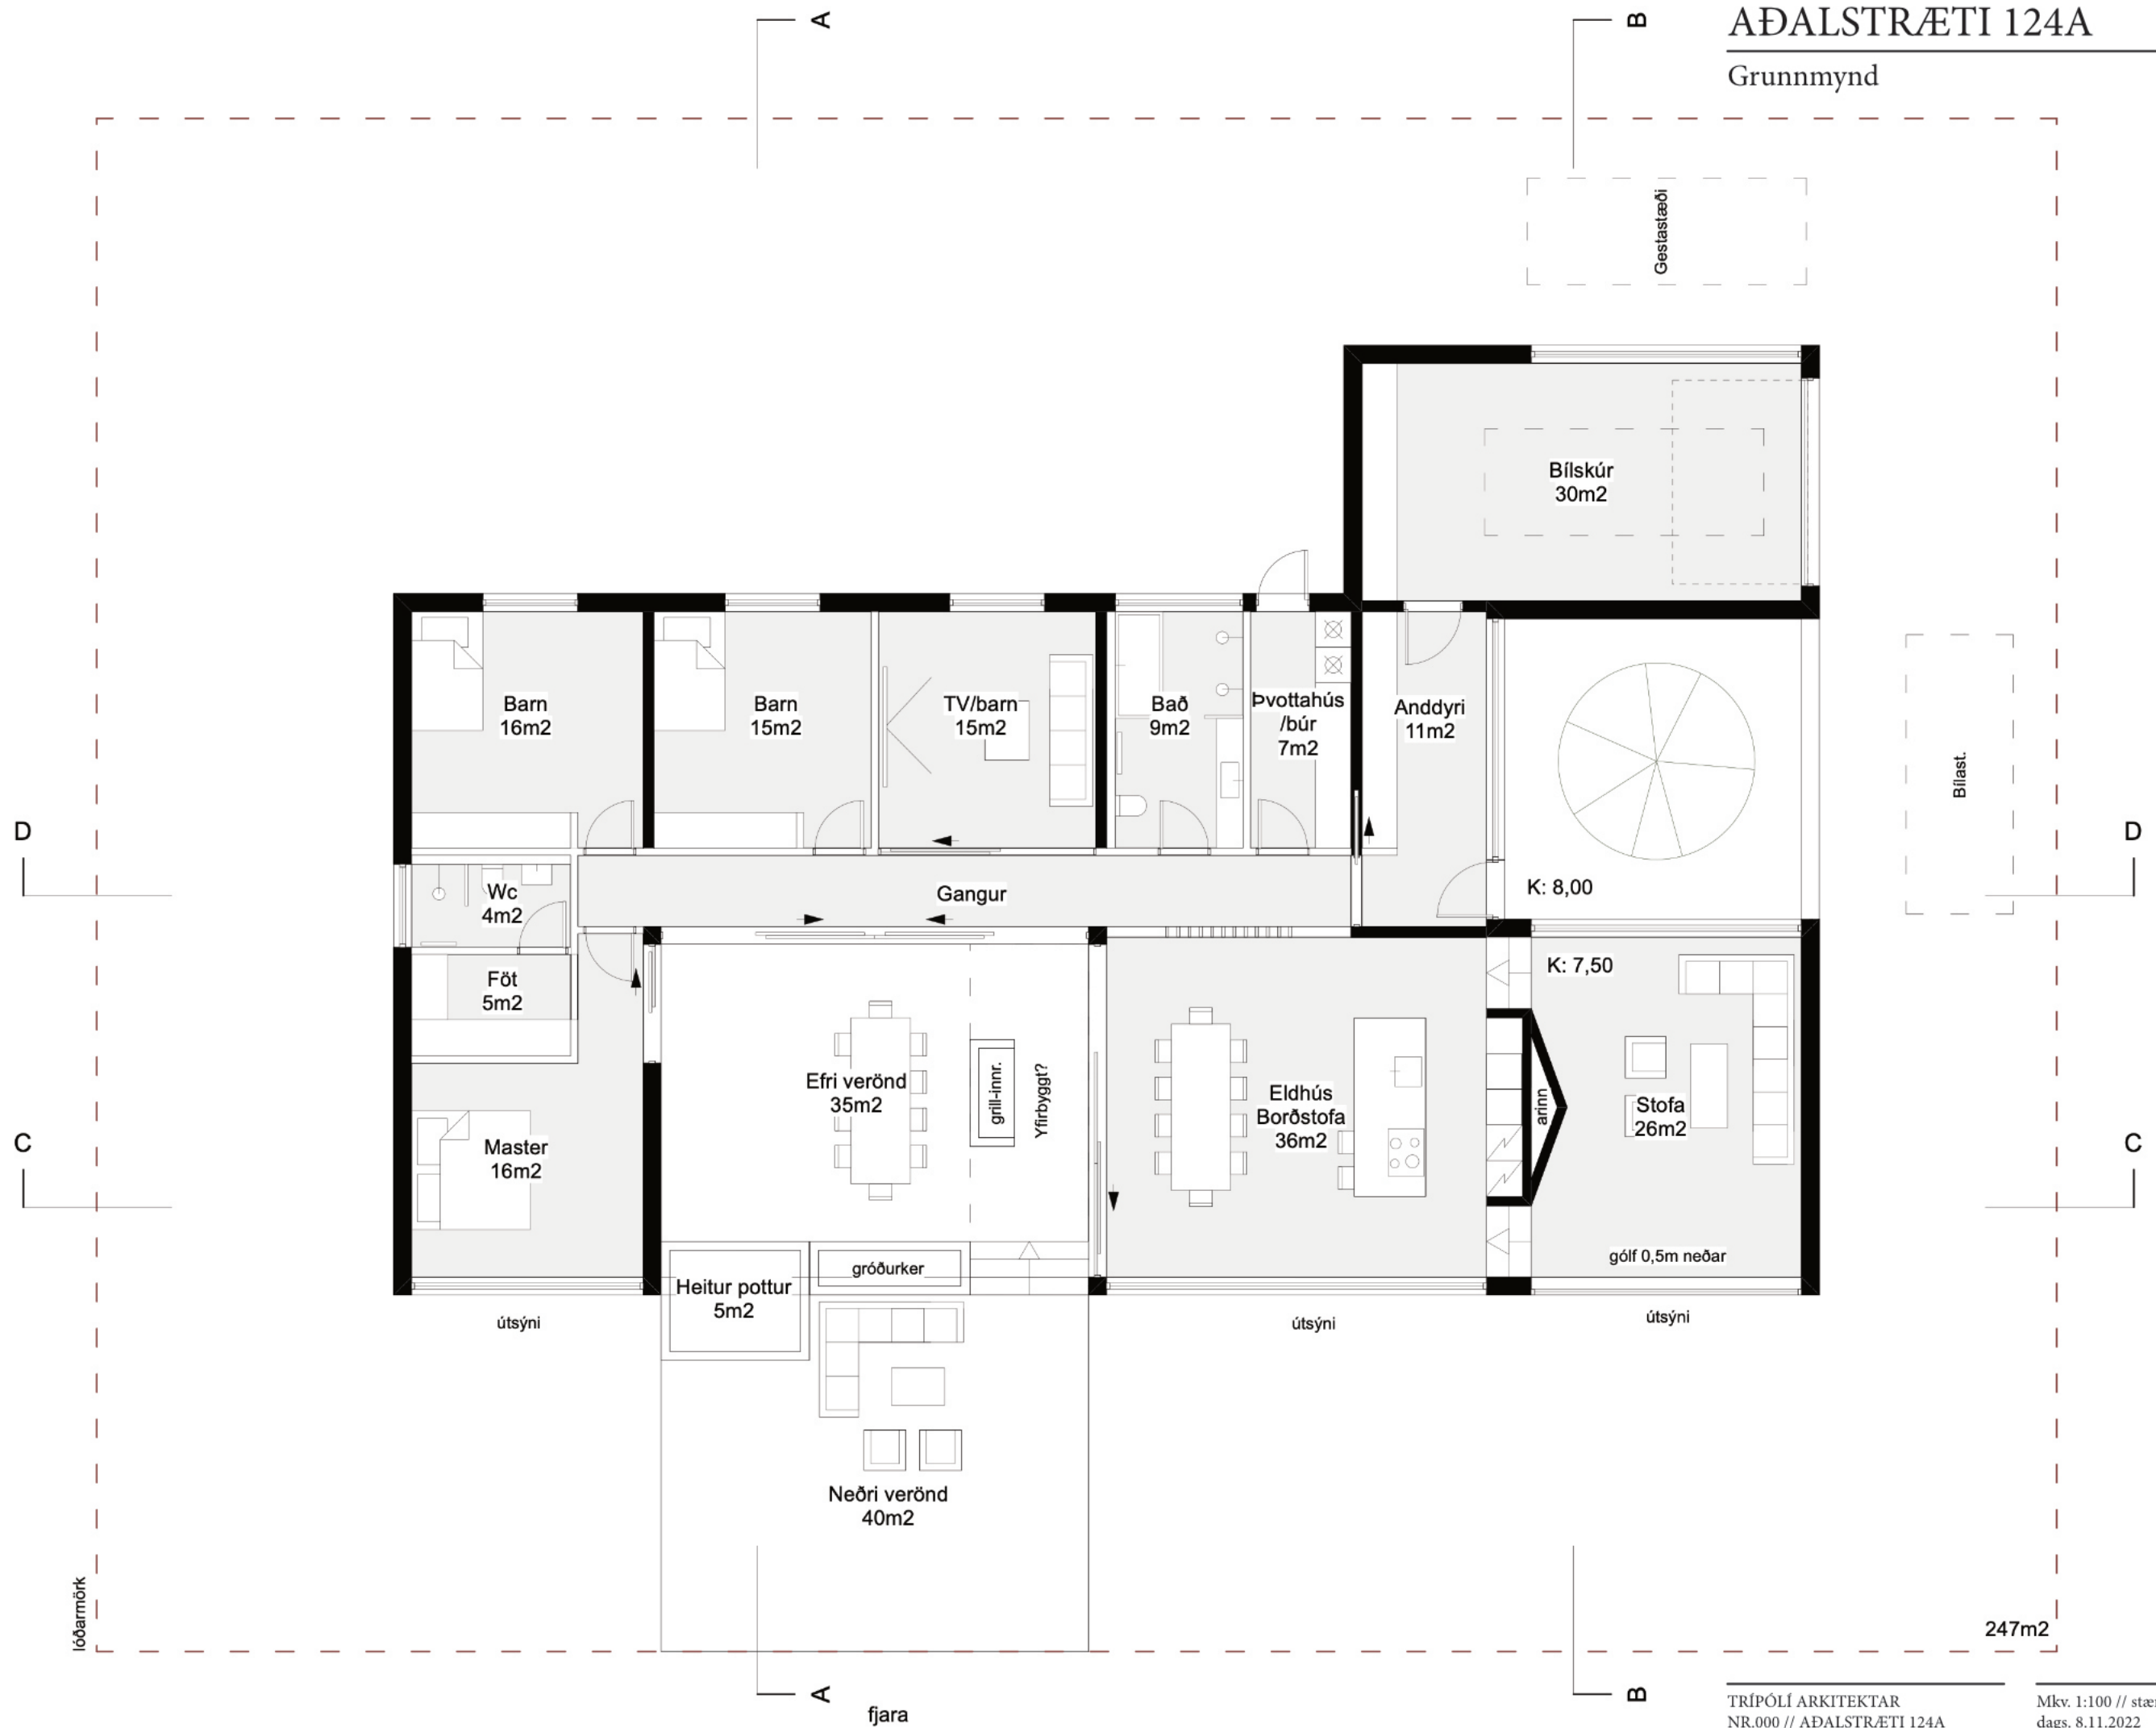 A
B
AÐALSTRÆTI 124A
Grunnmynd
Gestastæði
Bílskúr
30m2
Barn
16m2
Barn
15m2
TV/barn
15m2
Bað
9m2
Þvottahús
/búr
7m2
Anddyri
11m2
Bílast.
D
D
Wc
4m2
Gangur
K: 8,00
Föt
5m2
K: 7,50
Efri verönd
35m2
grill-innr.
Yfirbyggt?
Eldhús
Borðstofa
36m2
arinn
Stofa
26m2
C
C
Master
16m2
gólf 0,5m neðar
gróðurker
Heitur pottur
5m2
útsýni
útsýni
útsýni
Neðri verönd
40m2
lóðarmörk
247m2
A
B
fjara
TRÍPÓLÍ ARKITEKTAR
NR.000 // AÐALSTRÆTI 124A
Mkv. 1:100 //
dags. 8.11.2022